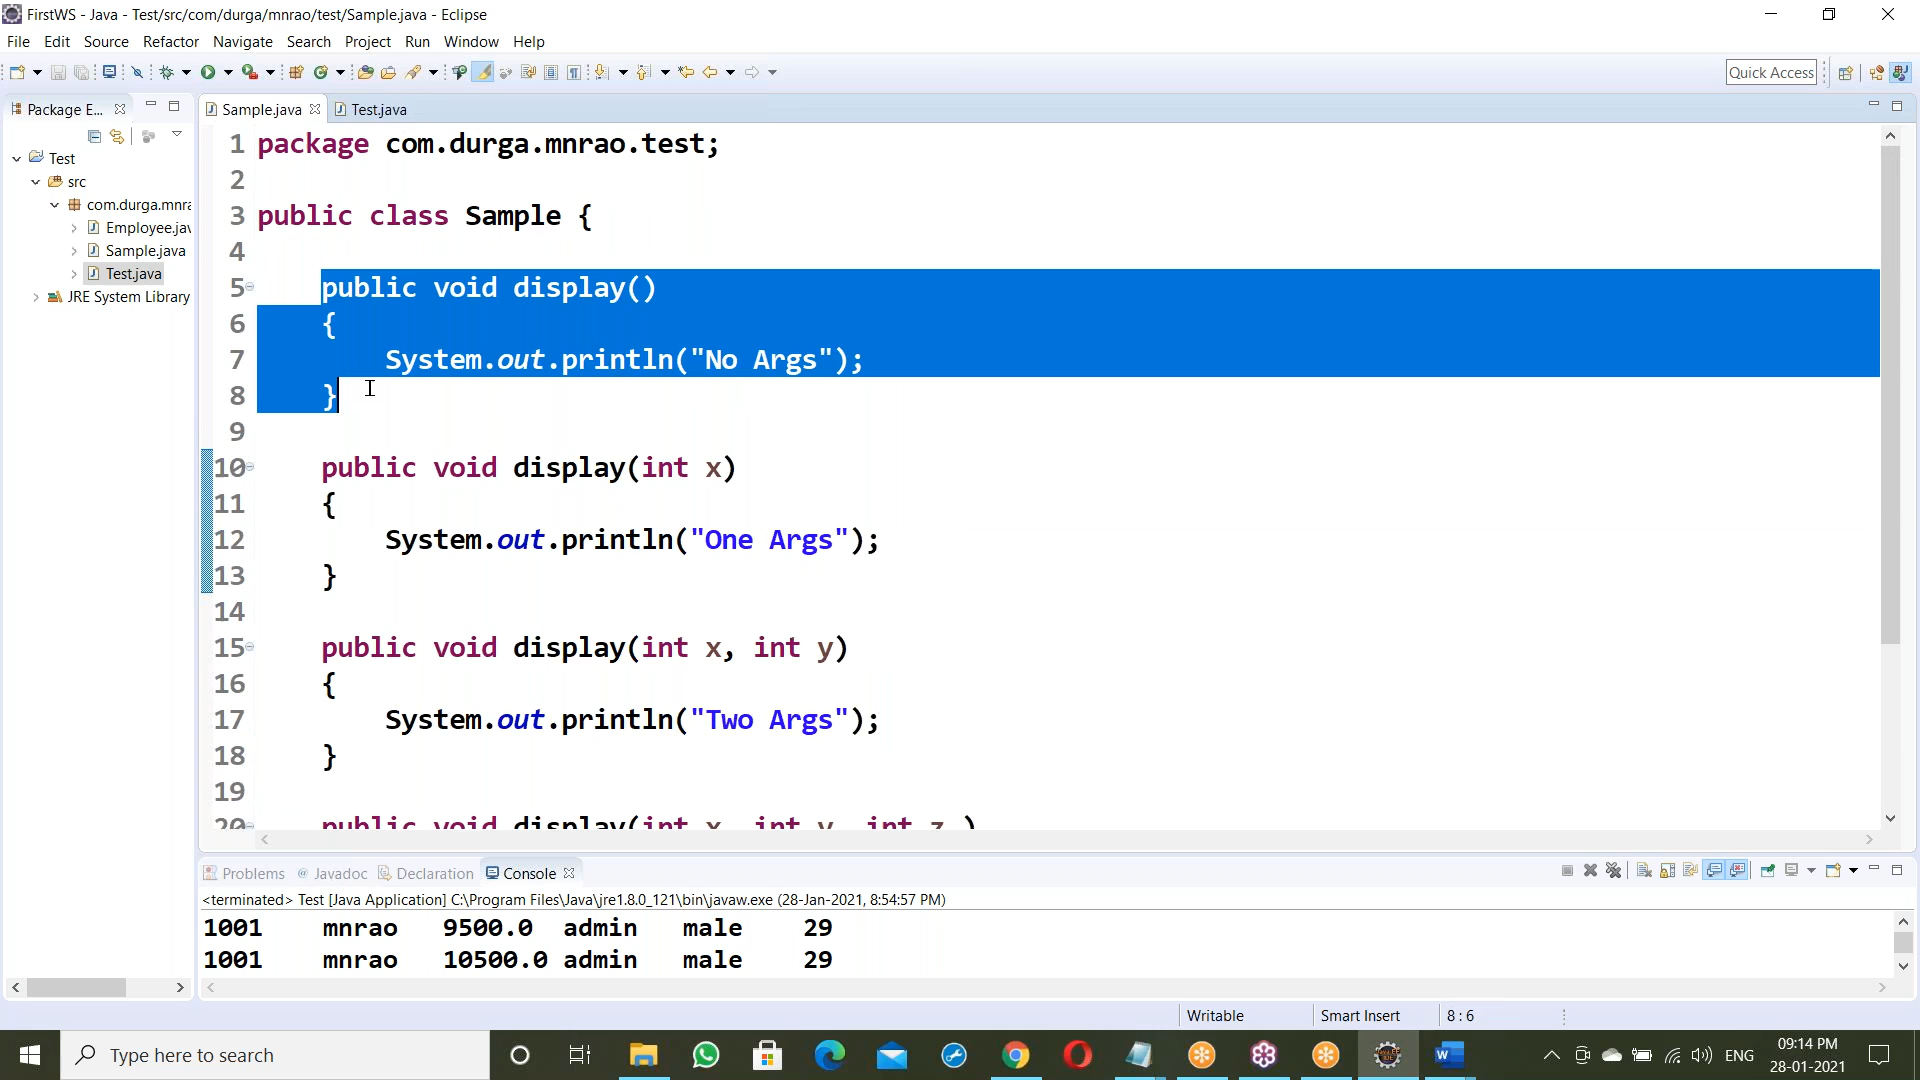 FirstWS - Java - Test/src/com/durga/mnrao/test/Sample.java - Eclipse
File Edit Source Refactor Navigate Search Project Run Window Help
Quick Access
Package E...
Sample.java
Test.java
Test
src
com.durga.mnra
Employee.jav
Sample.java
Test.java
JRE System Library
1 package com.durga.mnrao.test;
2
3 public class Sample {
4
5 public void display()
6 {
7 System.out.println("No Args");
8 }
9
10 public void display(int x)
11 {
12 System.out.println("One Args");
13 }
14
15 public void display(int x, int y)
16 {
17 System.out.println("Two Args");
18 }
19
20 public void display(int x, int y, int z )
Problems @ Javadoc Declaration Console
<terminated> Test [Java Application] C:\Program Files\Java\jre1.8.0_121\bin\javaw.exe (28-Jan-2021, 8:54:57 PM)
1001 mnrao 9500.0 admin male 29
1001 mnrao 10500.0 admin male 29
Writable Smart Insert 8 : 6
Type here to search
ENG
09:14 PM
28-01-2021